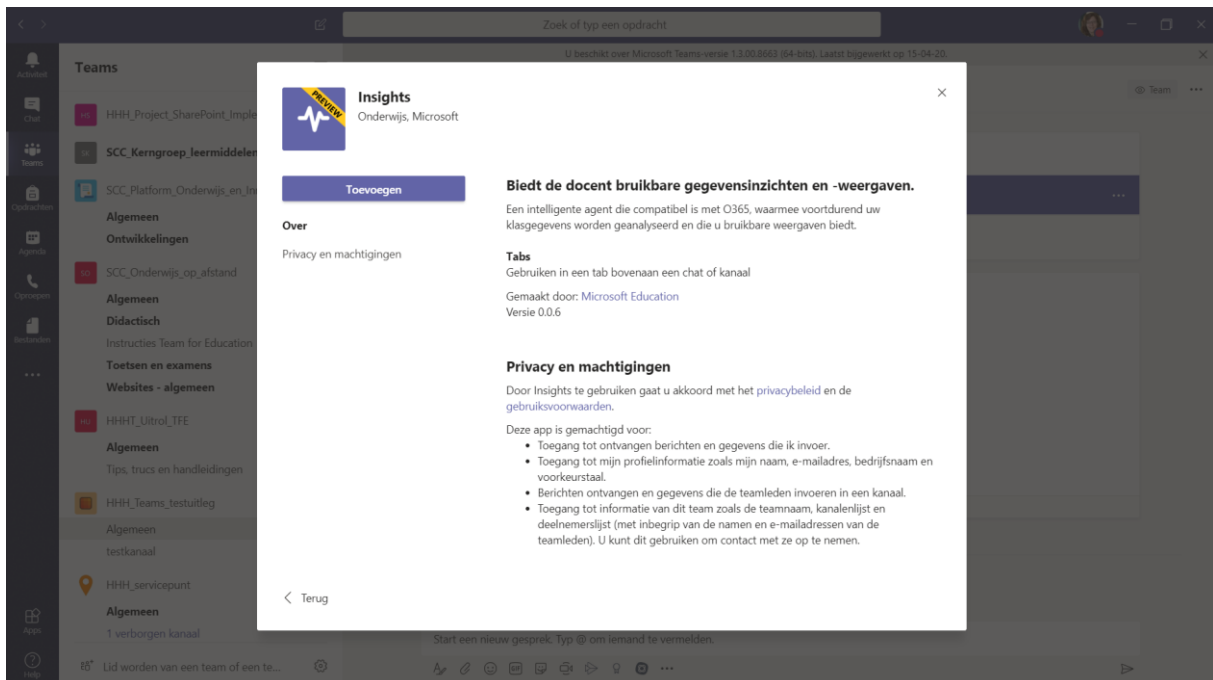 Zoek of typ een opdracht
U beschikt over Microsoft Teams-versie 1.3.00.8663 (64-bits). Laatst bijgewerkt op 15-04-20.
Activiteit
Chat
Teams
Opdrachten
Agenda
Oproepen
Bestanden
Apps
Help
Teams
HS
HHH_Project_SharePoint_Imple
SK
SCC_Kerngroep_leermiddelen
SCC_Platform_Onderwijs_en_In
Algemeen
Ontwikkelingen
SO
SCC_Onderwijs_op_afstand
Algemeen
Didactisch
Instructies Team for Education
Toetsen en examens
Websites - algemeen
HU
HHHT_Uitrol_TFE
Algemeen
Tips, trucs en handleidingen
HHH_Teams_testuitleg
Algemeen
testkanaal
HHH_servicepunt
Algemeen
1 verborgen kanaal
Lid worden van een team of een te...
Team
PREVIEW
Insights
Onderwijs, Microsoft
Toevoegen
Over
Privacy en machtigingen
Terug
Biedt de docent bruikbare gegevensinzichten en -weergaven.
Een intelligente agent die compatibel is met O365, waarmee voortdurend uw
klasgegevens worden geanalyseerd en die u bruikbare weergaven biedt.
Tabs
Gebruiken in een tab bovenaan een chat of kanaal
Gemaakt door: Microsoft Education
Versie 0.0.6
Privacy en machtigingen
Door Insights te gebruiken gaat u akkoord met het privacybeleid en de
gebruiksvoorwaarden.
Deze app is gemachtigd voor:
• Toegang tot ontvangen berichten en gegevens die ik invoer.
• Toegang tot mijn profielinformatie zoals mijn naam, e-mailadres, bedrijfsnaam en
voorkeurstaal.
• Berichten ontvangen en gegevens die de teamleden invoeren in een kanaal.
• Toegang tot informatie van dit team zoals de teamnaam, kanalenlijst en
deelnemerslijst (met inbegrip van de namen en e-mailadressen van de
teamleden). U kunt dit gebruiken om contact met ze op te nemen.
Start een nieuw gesprek. Typ @ om iemand te vermelden.
GIF